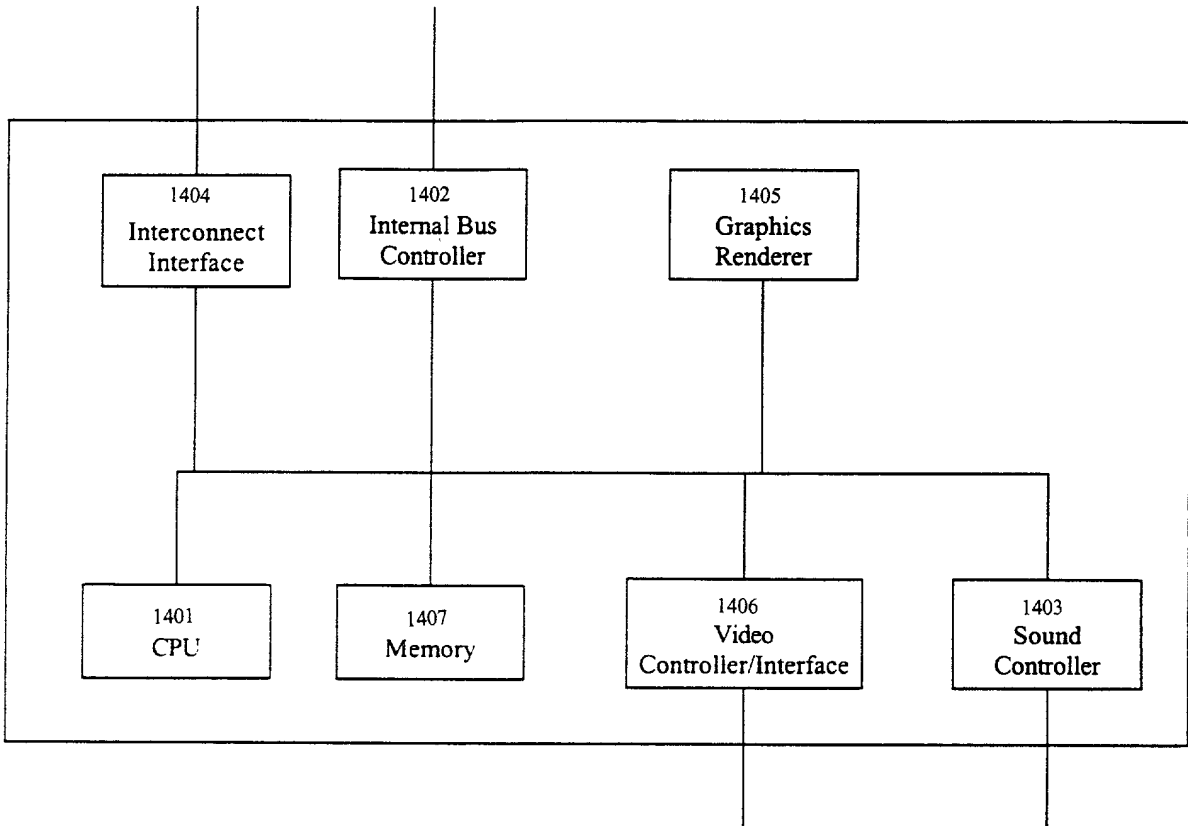 1404
Interconnect
Interface
1402
Internal Bus
Controller
1405
Graphics
Renderer
1401
CPU
1407
Memory
1406
Video
Controller/Interface
1403
Sound
Controller